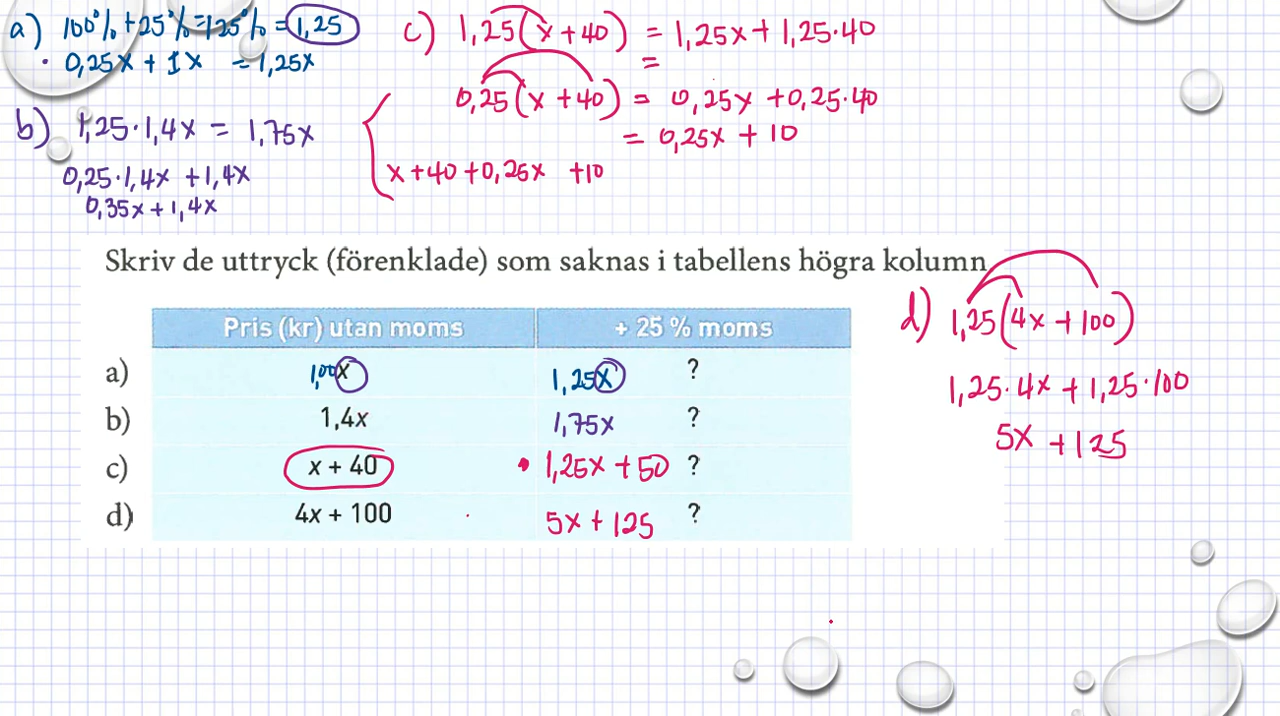 a) 100% + 25% = 125% = 1,25
• 0,25x + 1x = 1,25x
b) 1,25 · 1,4x = 1,75x
0,25 · 1,4x + 1,4x
0,35x + 1,4x
c) 1,25(x + 40) = 1,25x + 1,25 · 40
=
0,25(x + 40) = 0,25x + 0,25 · 40
= 0,25x + 10
x + 40 + 0,25x + 10
Skriv de uttryck (förenklade) som saknas i tabellens högra kolumn
Pris (kr) utan moms + 25 % moms
a) 1,00x 1,25x ?
b) 1,4x 1,75x ?
c) x + 40 • 1,25x + 50 ?
d) 4x + 100 5x + 125 ?
d) 1,25(4x + 100)
1,25 · 4x + 1,25 · 100
5x + 125